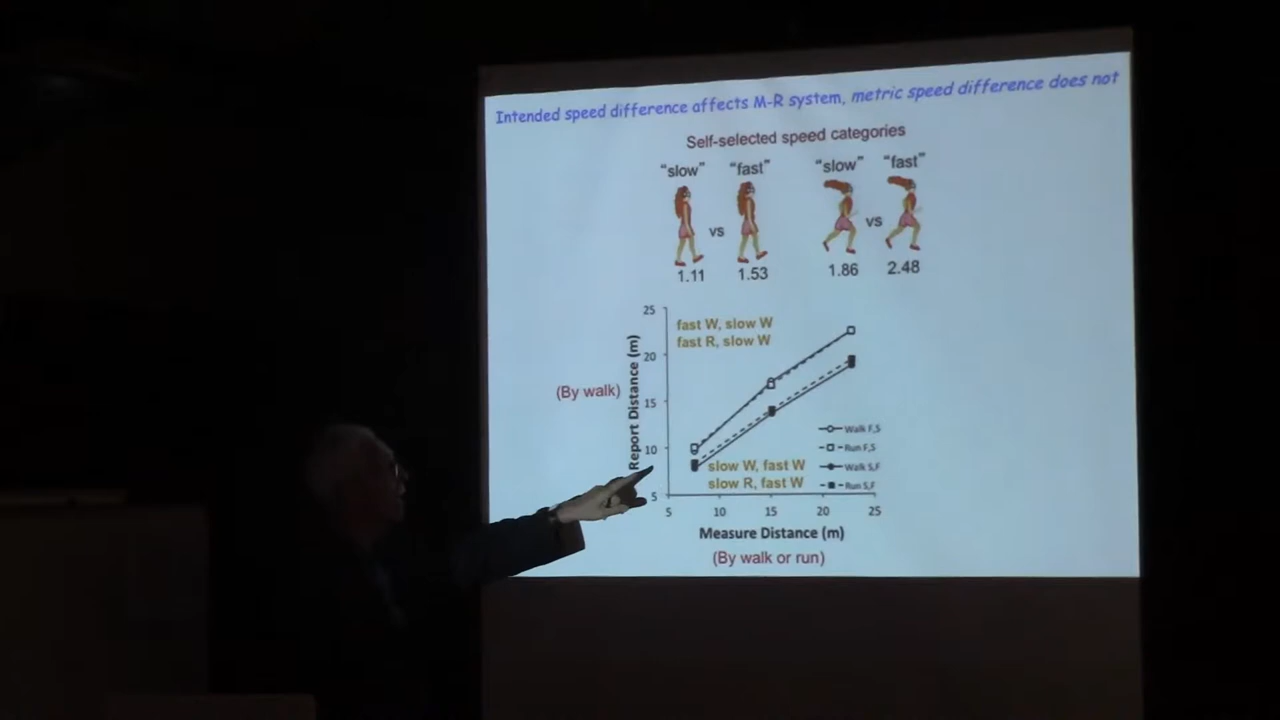 Intended speed difference affects M-R system, metric speed difference does not
Self-selected speed categories
“slow” “fast” “slow” “fast”
vs vs
1.11 1.53 1.86 2.48
25
20
15
10
5
Report Distance (m)
(By walk)
fast W, slow W
fast R, slow W
Walk F,S
Run F,S
Walk S,F
Run S,F
slow W, fast W
slow R, fast W
5 10 15 20 25
Measure Distance (m)
(By walk or run)